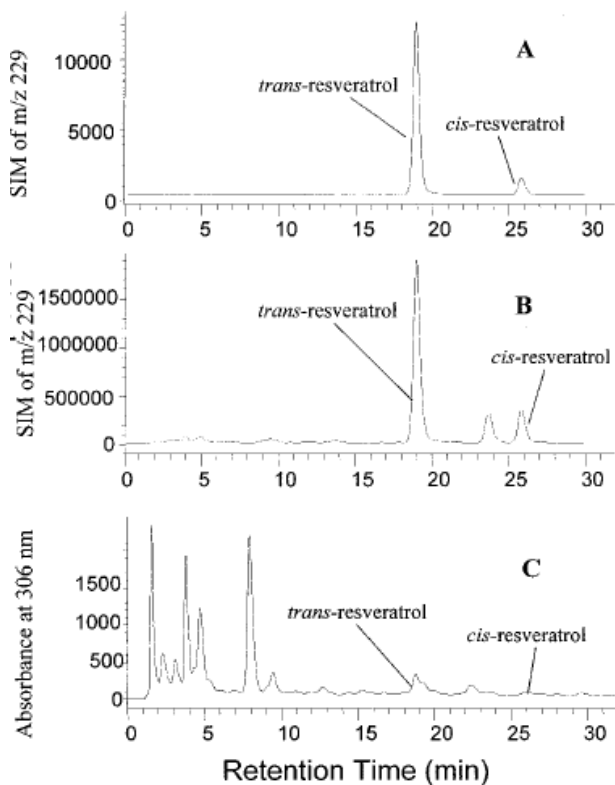 SIM of m/z 229
10000
5000
0
trans-resveratrol
cis-resveratrol
A
0 5 10 15 20 25 30
SIM of m/z 229
1500000
1000000
500000
0
trans-resveratrol
cis-resveratrol
B
0 5 10 15 20 25 30
Absorbance at 306 nm
1500
1000
500
0
trans-resveratrol
cis-resveratrol
C
0 5 10 15 20 25 30
Retention Time (min)